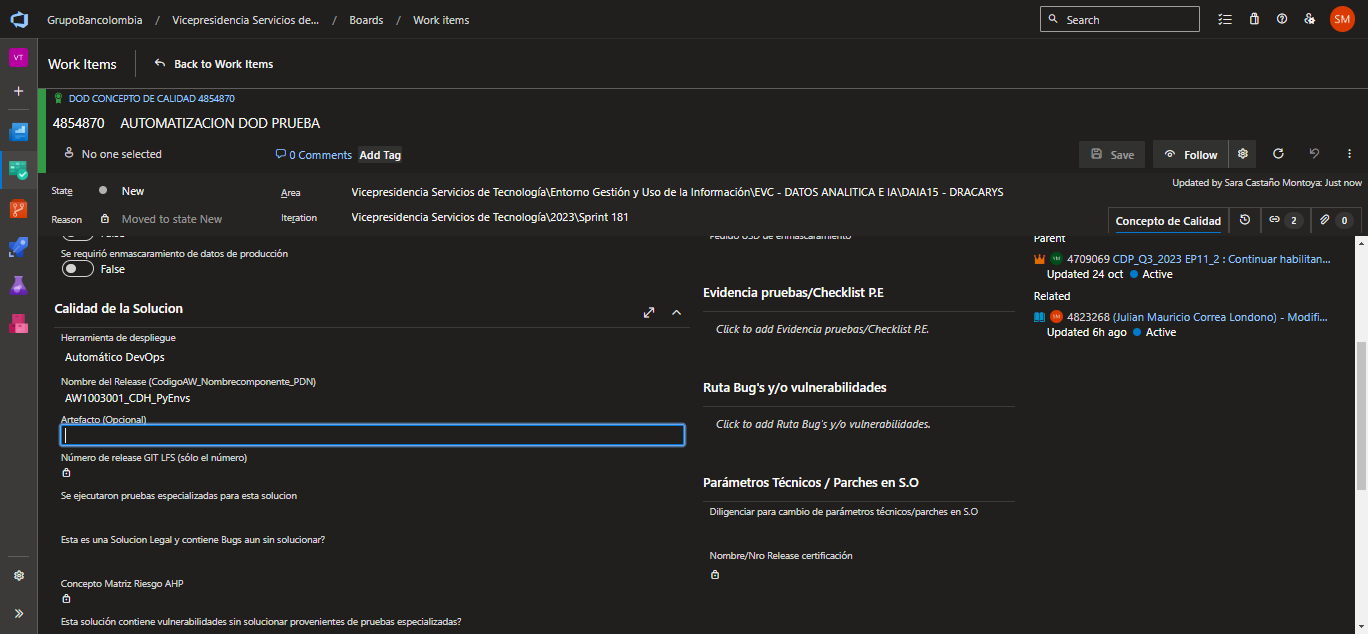 GrupoBancolombia / Vicepresidencia Servicios de... / Boards / Work items
Search
SM
VT
Work Items
Back to Work Items
DOD CONCEPTO DE CALIDAD 4854870
4854870 AUTOMATIZACION DOD PRUEBA
No one selected
0 Comments
Add Tag
Save
Follow
State
New
Area
Vicepresidencia Servicios de Tecnología\Entorno Gestión y Uso de la Información\EVC - DATOS ANALITICA E IA\DAIA15 - DRACARYS
Updated by Sara Castaño Montoya: Just now
Reason
Moved to state New
Iteration
Vicepresidencia Servicios de Tecnología\2023\Sprint 181
Concepto de Calidad
2
0
False
Se requirió enmascaramiento de datos de producción
False
Calidad de la Solucion
Herramienta de despliegue
Automático DevOps
Nombre del Release (CodigoAW_Nombrecomponente_PDN)
AW1003001_CDH_PyEnvs
Artefacto (Opcional)
Número de release GIT LFS (sólo el número)
Se ejecutaron pruebas especializadas para esta solucion
Esta es una Solucion Legal y contiene Bugs aun sin solucionar?
Concepto Matriz Riesgo AHP
Esta solución contiene vulnerabilidades sin solucionar provenientes de pruebas especializadas?
Pedido USD de enmascaramiento
Evidencia pruebas/Checklist P.E
Click to add Evidencia pruebas/Checklist P.E.
Ruta Bug's y/o vulnerabilidades
Click to add Ruta Bug's y/o vulnerabilidades.
Parámetros Técnicos / Parches en S.O
Diligenciar para cambio de parámetros técnicos/parches en S.O
Nombre/Nro Release certificación
Parent
YM 4709069 CDP_Q3_2023 EP11_2 : Continuar habilitan...
Updated 24 oct Active
Related
SM 4823268 (Julian Mauricio Correa Londono) - Modifi...
Updated 6h ago Active